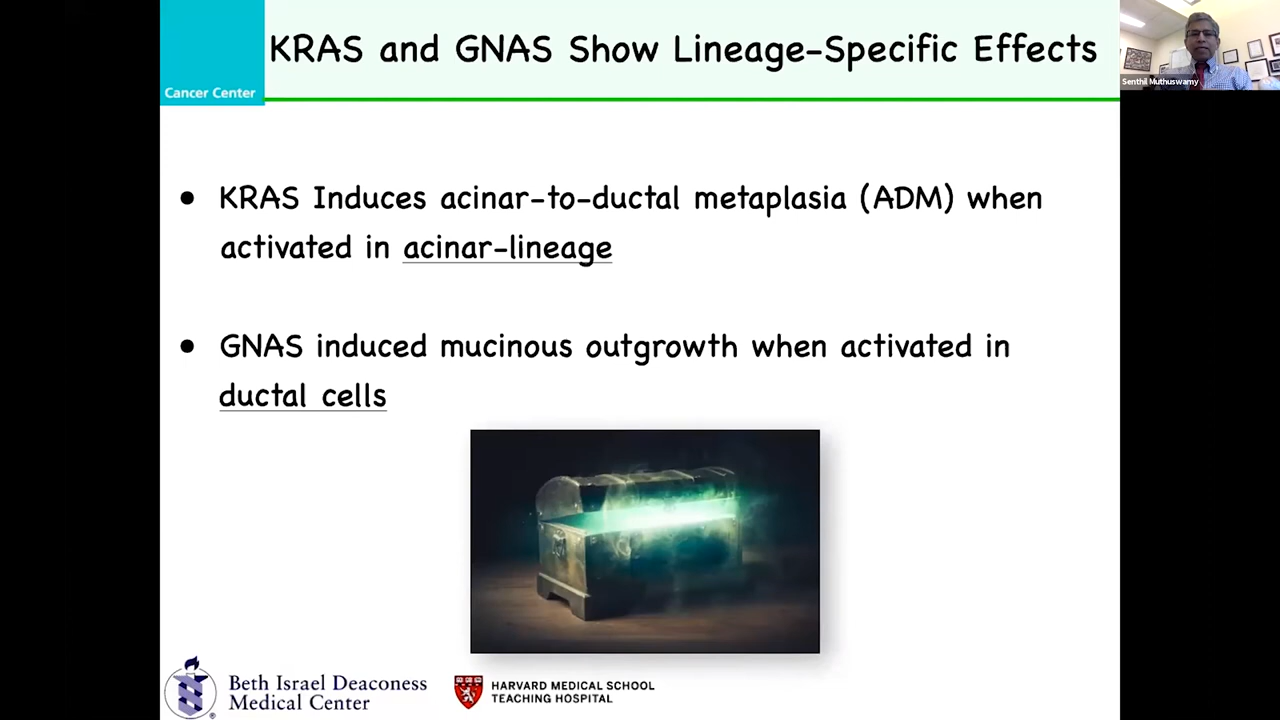 KRAS and GNAS Show Lineage-Specific Effects
Senthil Muthuswamy
Cancer Center
• KRAS Induces acinar-to-ductal metaplasia (ADM) when
activated in acinar-lineage
• GNAS induced mucinous outgrowth when activated in
ductal cells
Beth Israel Deaconess
Medical Center
®
HARVARD MEDICAL SCHOOL
TEACHING HOSPITAL